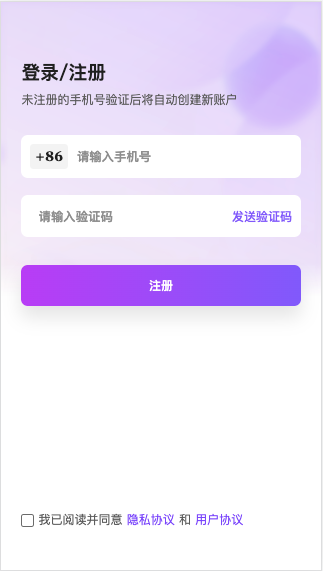 登录/注册
未注册的手机号验证后将自动创建新账户
+86 请输入手机号
请输入验证码 发送验证码
注册
我已阅读并同意 隐私协议 和 用户协议